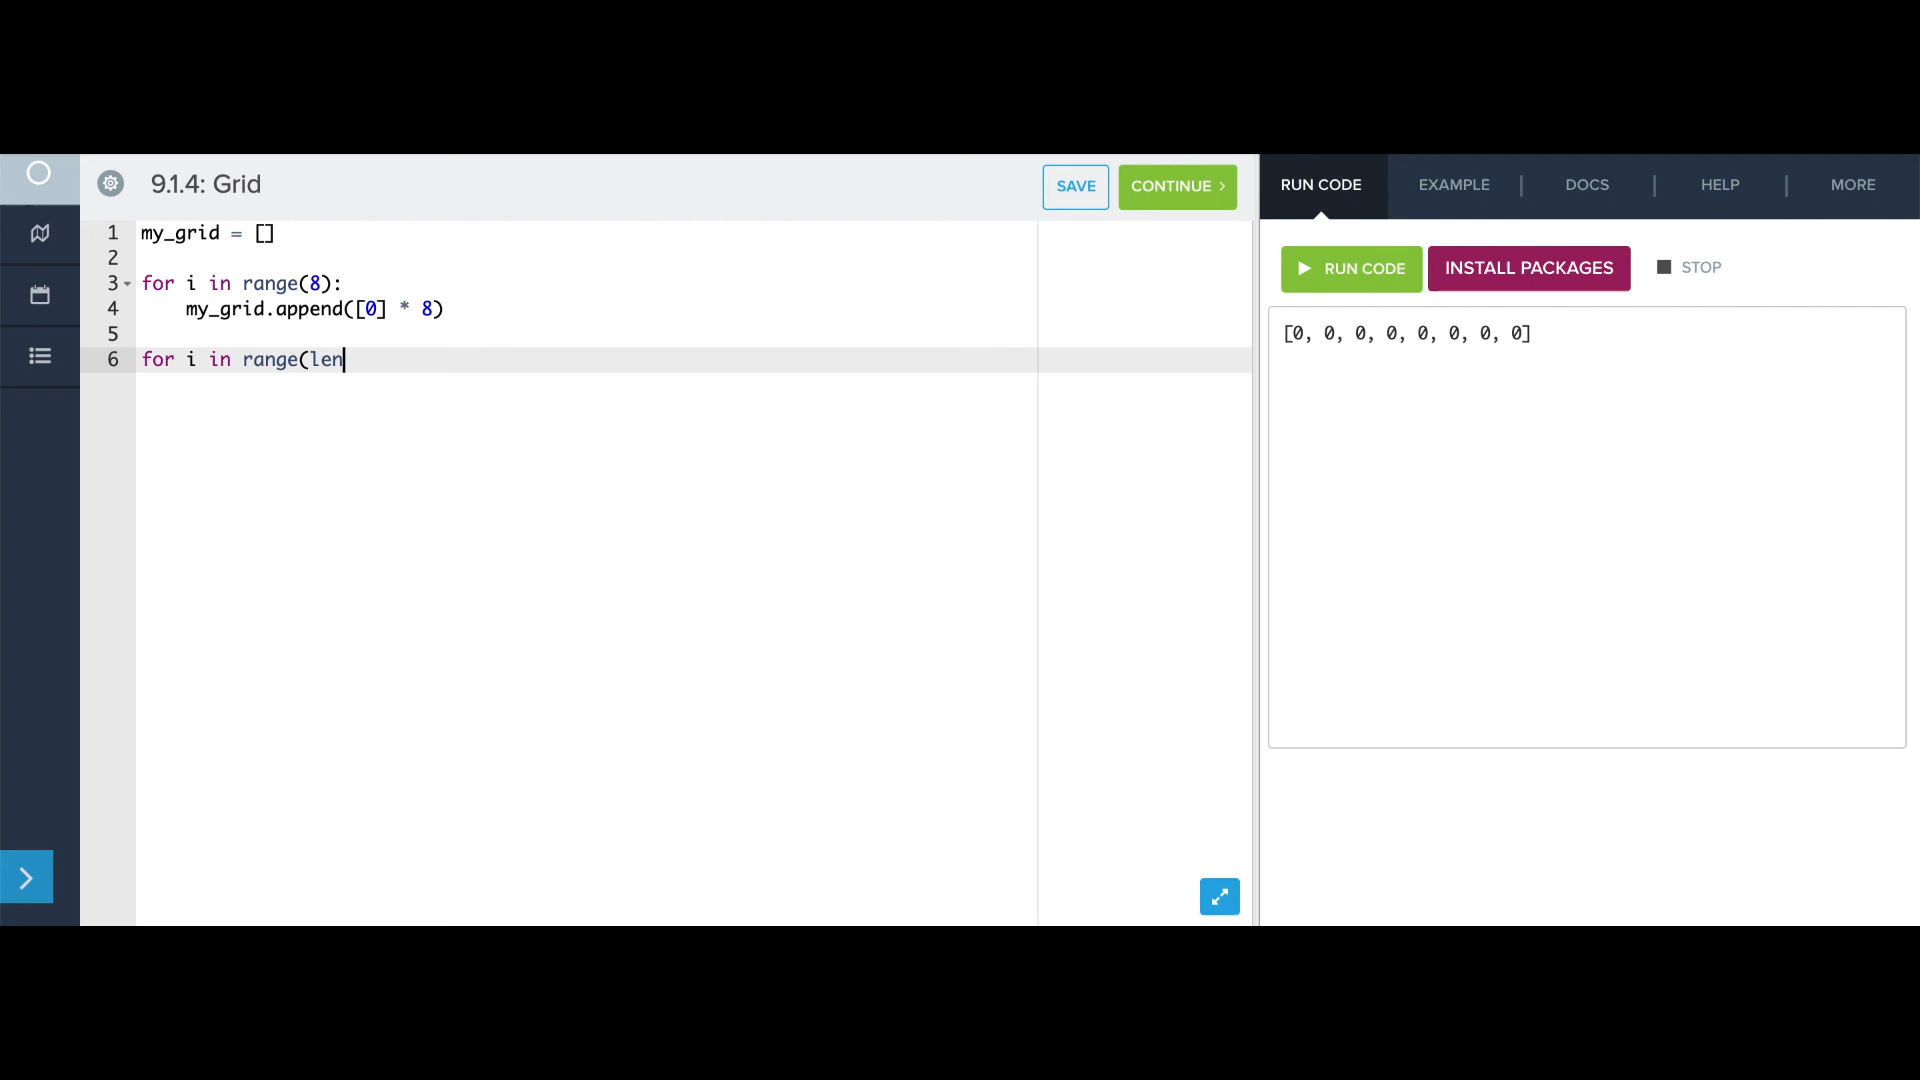 9.1.4: Grid
SAVE
CONTINUE
RUN CODE
EXAMPLE
DOCS
HELP
MORE
1 my_grid = []
2
3 for i in range(8):
4 my_grid.append([0] * 8)
5
6 for i in range(len
RUN CODE
INSTALL PACKAGES
STOP
[0, 0, 0, 0, 0, 0, 0, 0]